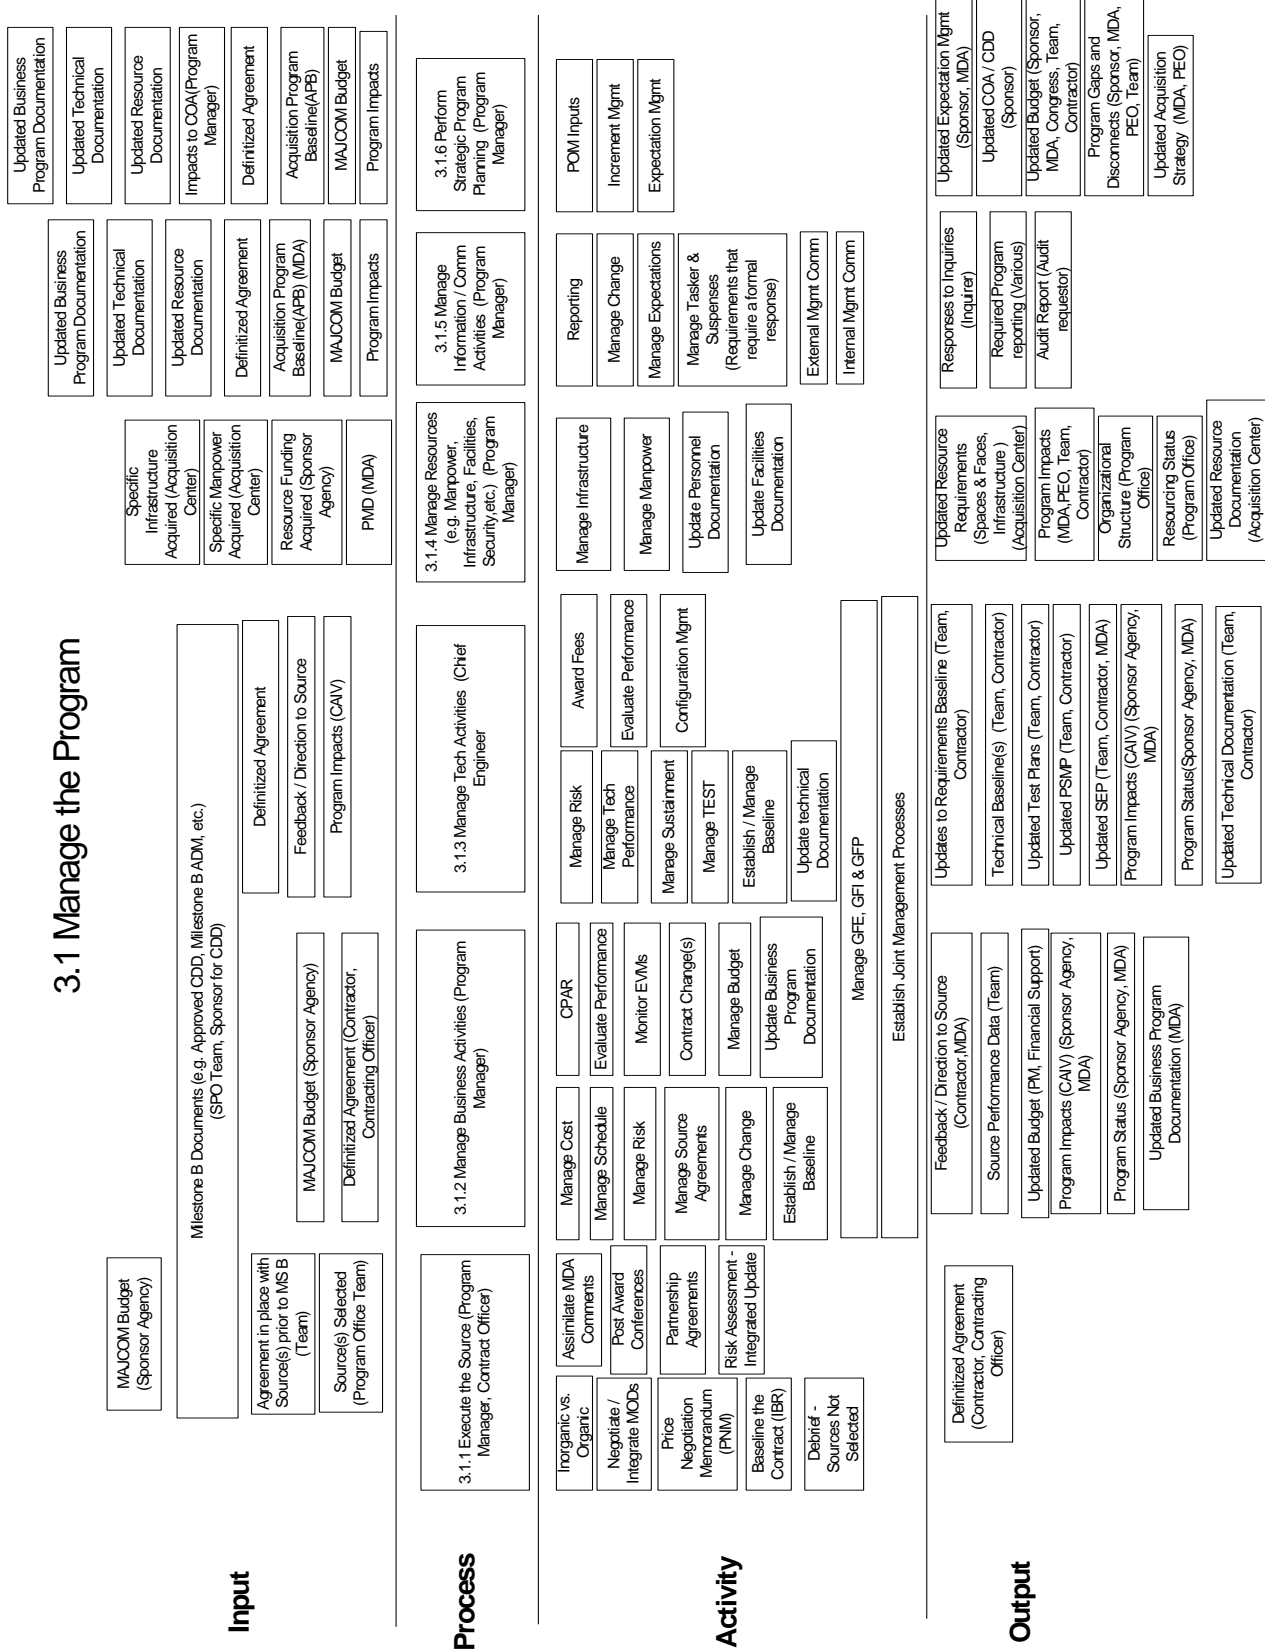 3.1 Manage the Program
Input
MAJCOM Budget
(Sponsor Agency)
Milestone B Documents (e.g. Approved CDD, Milestone B ADM, etc.)
(SPO Team, Sponsor for CDD)
Agreement in place with
Source(s) prior to MS B
(Team)
Source(s) Selected
(Program Office Team)
MAJCOM Budget (Sponsor Agency)
Definitized Agreement (Contractor,
Contracting Officer)
Definitized Agreement
Feedback / Direction to Source
Program Impacts (CAIV)
Specific
Infrastructure
Acquired (Acquisition
Center)
Specific Manpower
Acquired (Acquisition
Center)
Resource Funding
Acquired (Sponsor
Agency)
PMD (MDA)
Updated Business
Program Documentation
Updated Technical
Documentation
Updated Resource
Documentation
Definitized Agreement
Acquisition Program
Baseline(APB) (MDA)
MAJCOM Budget
Program Impacts
Updated Business
Program Documentation
Updated Technical
Documentation
Updated Resource
Documentation
Impacts to COA(Program
Manager)
Definitized Agreement
Acquisition Program
Baseline(APB)
MAJCOM Budget
Program Impacts
Process
3.1.1 Execute the Source (Program
Manager, Contract Officer)
3.1.2 Manage Business Activities (Program
Manager)
3.1.3 Manage Tech Activities  (Chief
Engineer
3.1.4 Manage Resources
(e.g. Manpower,
Infrastructure, Facilities,
Security,etc.)  (Program
Manager)
3.1.5 Manage
Information / Comm
Activities  (Program
Manager)
3.1.6 Perform
Strategic Program
Planning  (Program
Manager)
Activity
Inorganic vs.
Organic
Negotiate /
Integrate MODs
Price
Negotiation
Memorandum
(PNM)
Baseline the
Contract (IBR)
Debrief -
Sources Not
Selected
Assimilate MDA
Comments
Post Award
Conferences
Partnership
Agreements
Risk Assessment -
Integrated Update
Manage Cost
Manage Schedule
Manage Risk
Manage Source
Agreements
Manage Change
Establish / Manage
Baseline
CPAR
Evaluate Performance
Monitor EVMs
Contract Change(s)
Manage Budget
Update Business
Program
Documentation
Manage Risk
Manage Tech
Performance
Manage Sustainment
Manage TEST
Establish / Manage
Baseline
Update technical
Documentation
Award Fees
Evaluate Performance
Configuration Mgmt
Manage GFE, GFI & GFP
Establish Joint Management Processes
Manage Infrastructure
Manage Manpower
Update Personnel
Documentation
Update Facilities
Documentation
Reporting
Manage Change
Manage Expectations
Manage Tasker &
Suspenses
(Requirements that
require a formal
response)
External Mgmt Comm
Internal Mgmt Comm
POM Inputs
Increment Mgmt
Expectation Mgmt
Output
Definitized Agreement
(Contractor, Contracting
Officer)
Feedback / Direction to Source
(Contractor,MDA)
Source Performance Data (Team)
Updated Budget (PM, Financial Support)
Program Impacts (CAIV) (Sponsor Agency,
MDA)
Program Status (Sponsor Agency, MDA)
Updated Business Program
Documentation (MDA)
Updates to Requirements Baseline (Team,
Contractor)
Technical Baseline(s)  (Team, Contractor)
Updated Test Plans (Team, Contractor)
Updated PSMP (Team, Contractor)
Updated SEP (Team, Contractor, MDA)
Program Impacts (CAIV) (Sponsor Agency,
MDA)
Program Status(Sponsor Agency, MDA)
Updated Technical Documentation (Team,
Contractor)
Updated Resource
Requirements
(Spaces & Faces,
Infrastructure )
(Acquisition Center)
Program Impacts
(MDA,PEO, Team,
Contractor)
Organizational
Structure (Program
Office)
Resourcing Status
(Program Office)
Updated Resource
Documentation
(Acquisition Center)
Responses to Inquiries
(Inquirer)
Required Program
reporting (Various)
Audit Report (Audit
requestor)
Updated Expectation Mgmt
(Sponsor, MDA)
Updated COA / CDD
(Sponsor)
Updated Budget (Sponsor,
MDA, Congress, Team,
Contractor)
Program Gaps and
Disconnects (Sponsor, MDA,
PEO, Team)
Updated Acquisition
Strategy  (MDA, PEO)